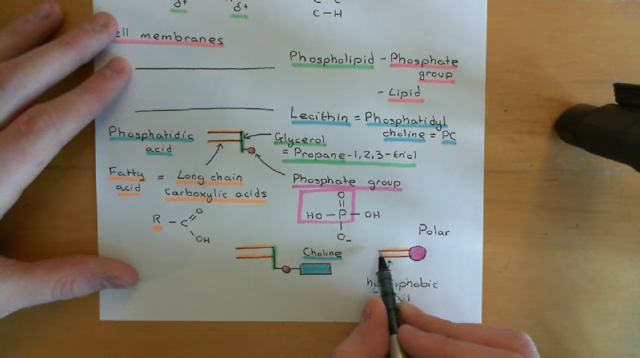 δ+ δ+
C-H
ell membranes
Phospholipid - Phosphate
group
- Lipid
Lecithin = Phosphatidyl
choline = PC
Phosphatidic
acid
Glycerol
= Propane-1,2,3-triol
Fatty = Long chain
acid Carboxylic acids
Phosphate group
O
HO-P-OH
O-
R-C
O
OH
Choline
Polar